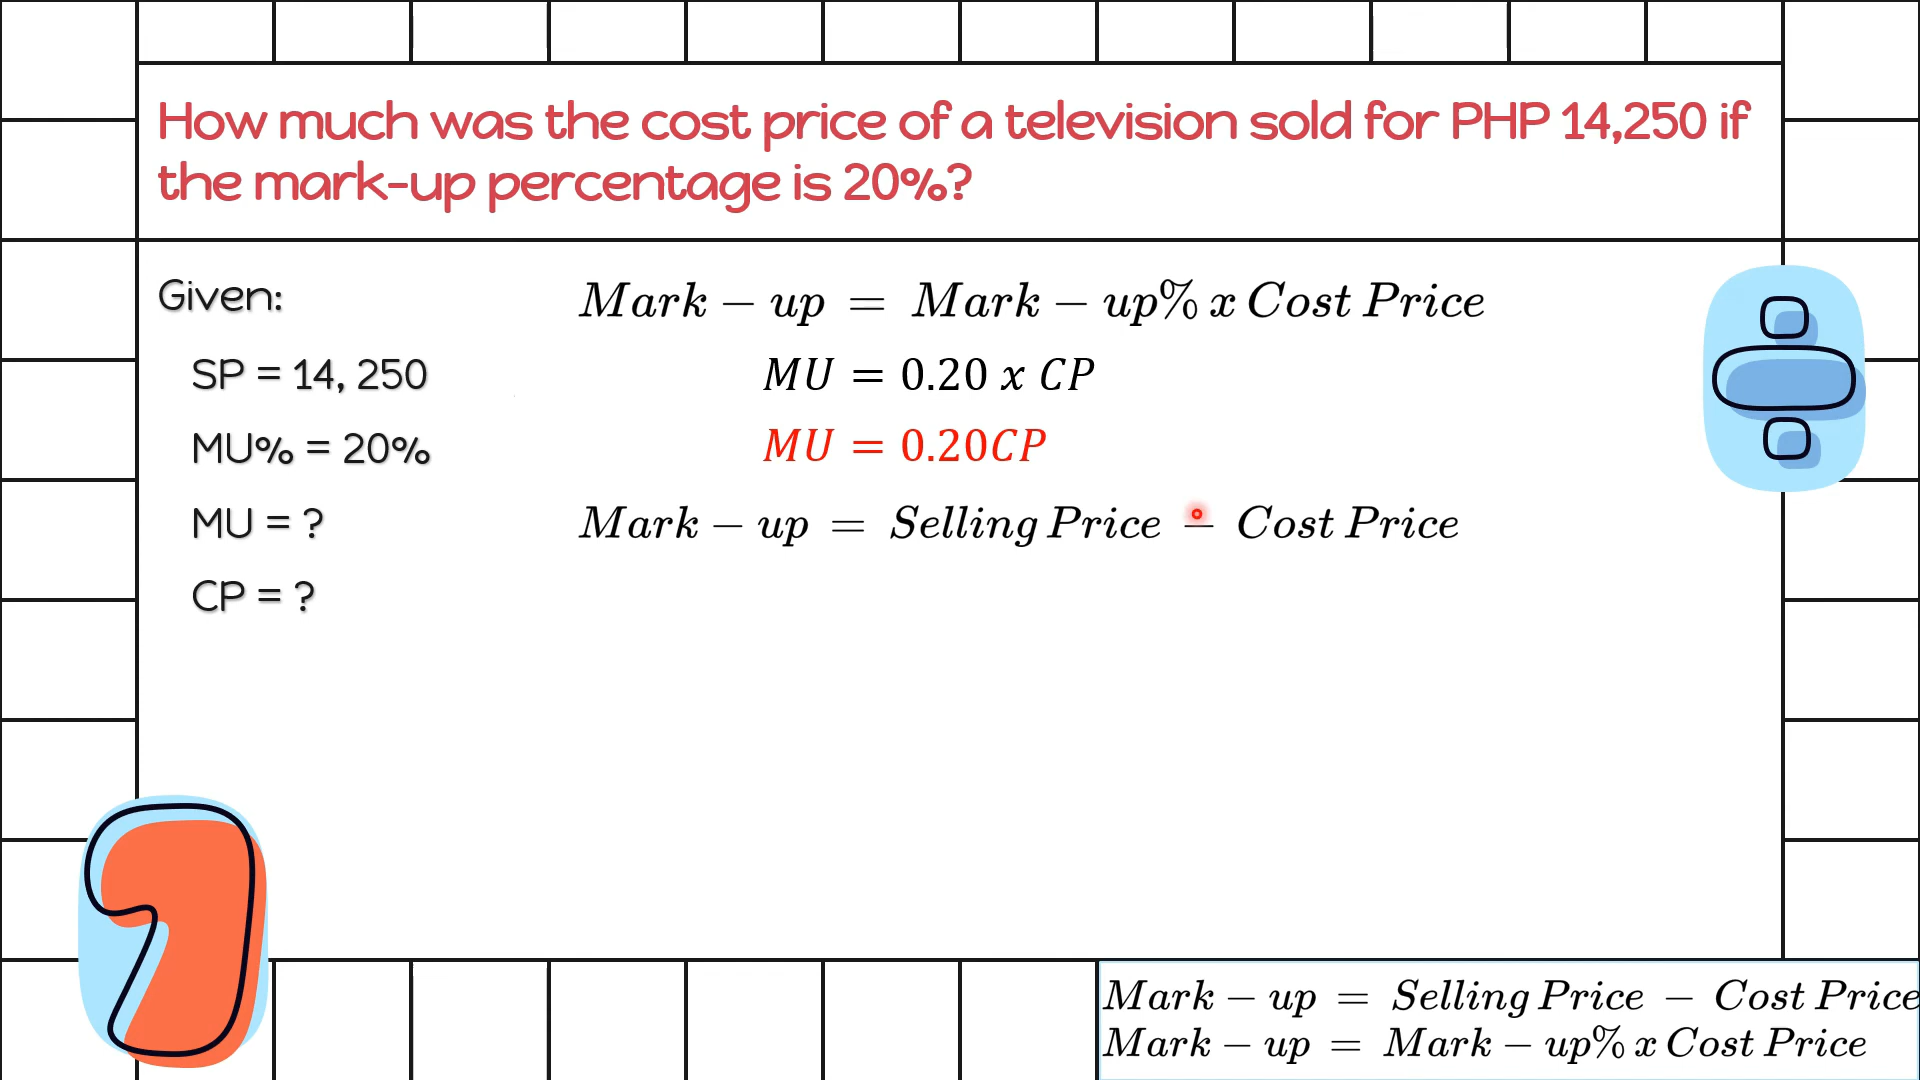 How much was the cost price of a television sold for PHP 14,250 if
the mark-up percentage is 20%?
Given:
SP = 14, 250
MU% = 20%
MU = ?
CP = ?
Mark − up = Mark − up% x Cost Price
MU = 0.20 x CP
MU = 0.20CP
Mark − up = Selling Price − Cost Price
Mark − up = Selling Price − Cost Price
Mark − up = Mark − up% x Cost Price